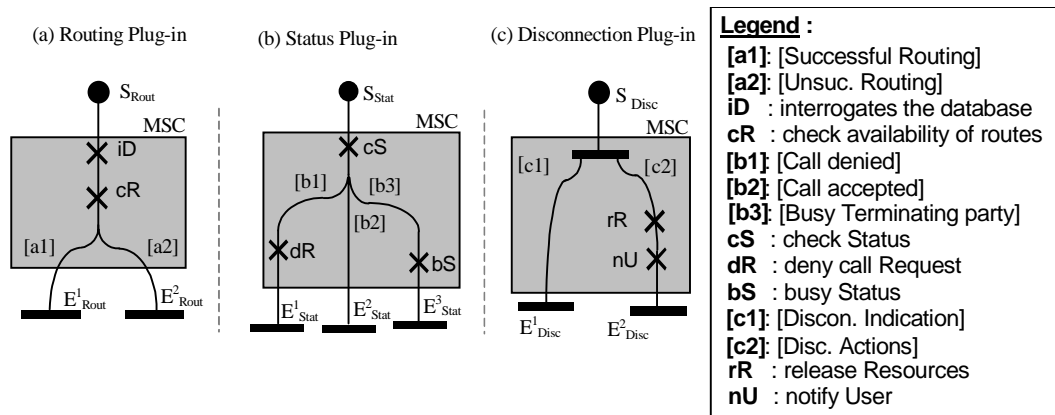 (a) Routing Plug-in
S_Rout
MSC
iD
cR
[a1]
[a2]
E^1_Rout
E^2_Rout
(b) Status Plug-in
S_Stat
MSC
cS
[b1]
[b3]
[b2]
dR
bS
E^1_Stat
E^2_Stat
E^3_Stat
(c) Disconnection Plug-in
S_Disc
MSC
[c1]
[c2]
rR
nU
E^1_Disc
E^2_Disc
Legend :
[a1]: [Successful Routing]
[a2]: [Unsuc. Routing]
iD : interrogates the database
cR : check availability of routes
[b1]: [Call denied]
[b2]: [Call accepted]
[b3]: [Busy Terminating party]
cS : check Status
dR : deny call Request
bS : busy Status
[c1]: [Discon. Indication]
[c2]: [Disc. Actions]
rR : release Resources
nU : notify User